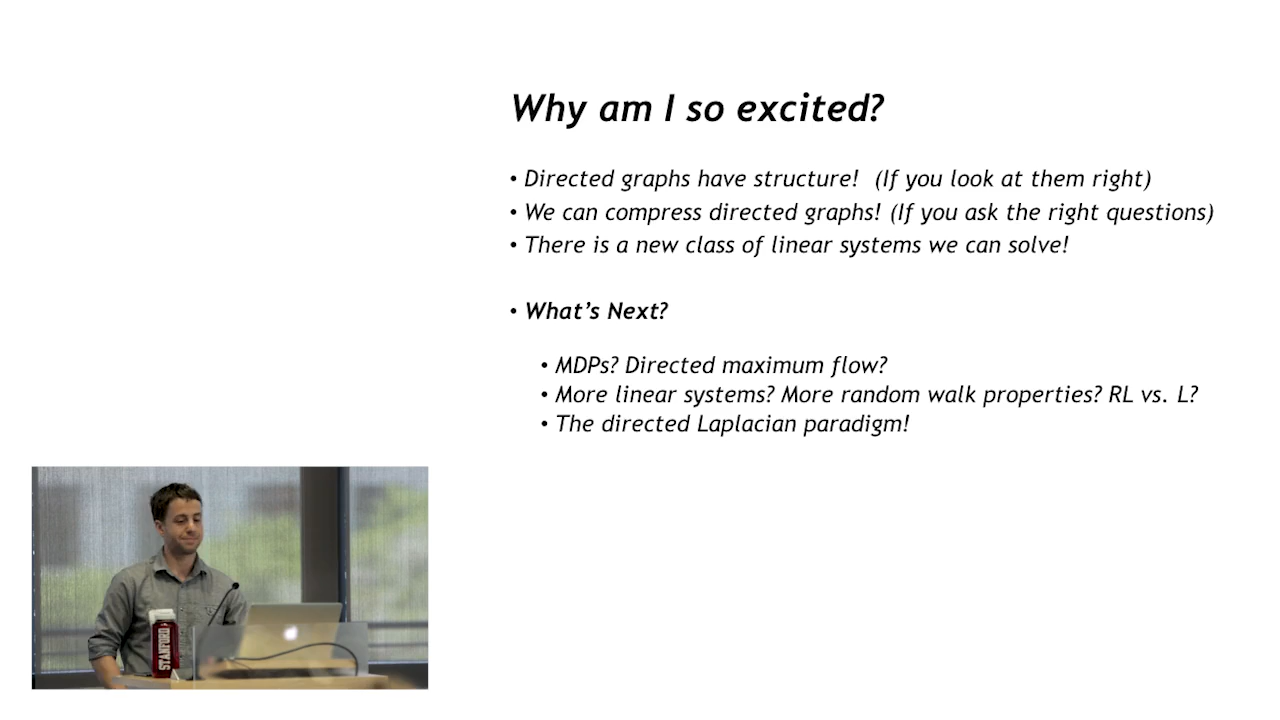 Why am I so excited?
• Directed graphs have structure!  (If you look at them right)
• We can compress directed graphs! (If you ask the right questions)
• There is a new class of linear systems we can solve!
• What’s Next?
• MDPs? Directed maximum flow?
• More linear systems? More random walk properties? RL vs. L?
• The directed Laplacian paradigm!
STANFORD